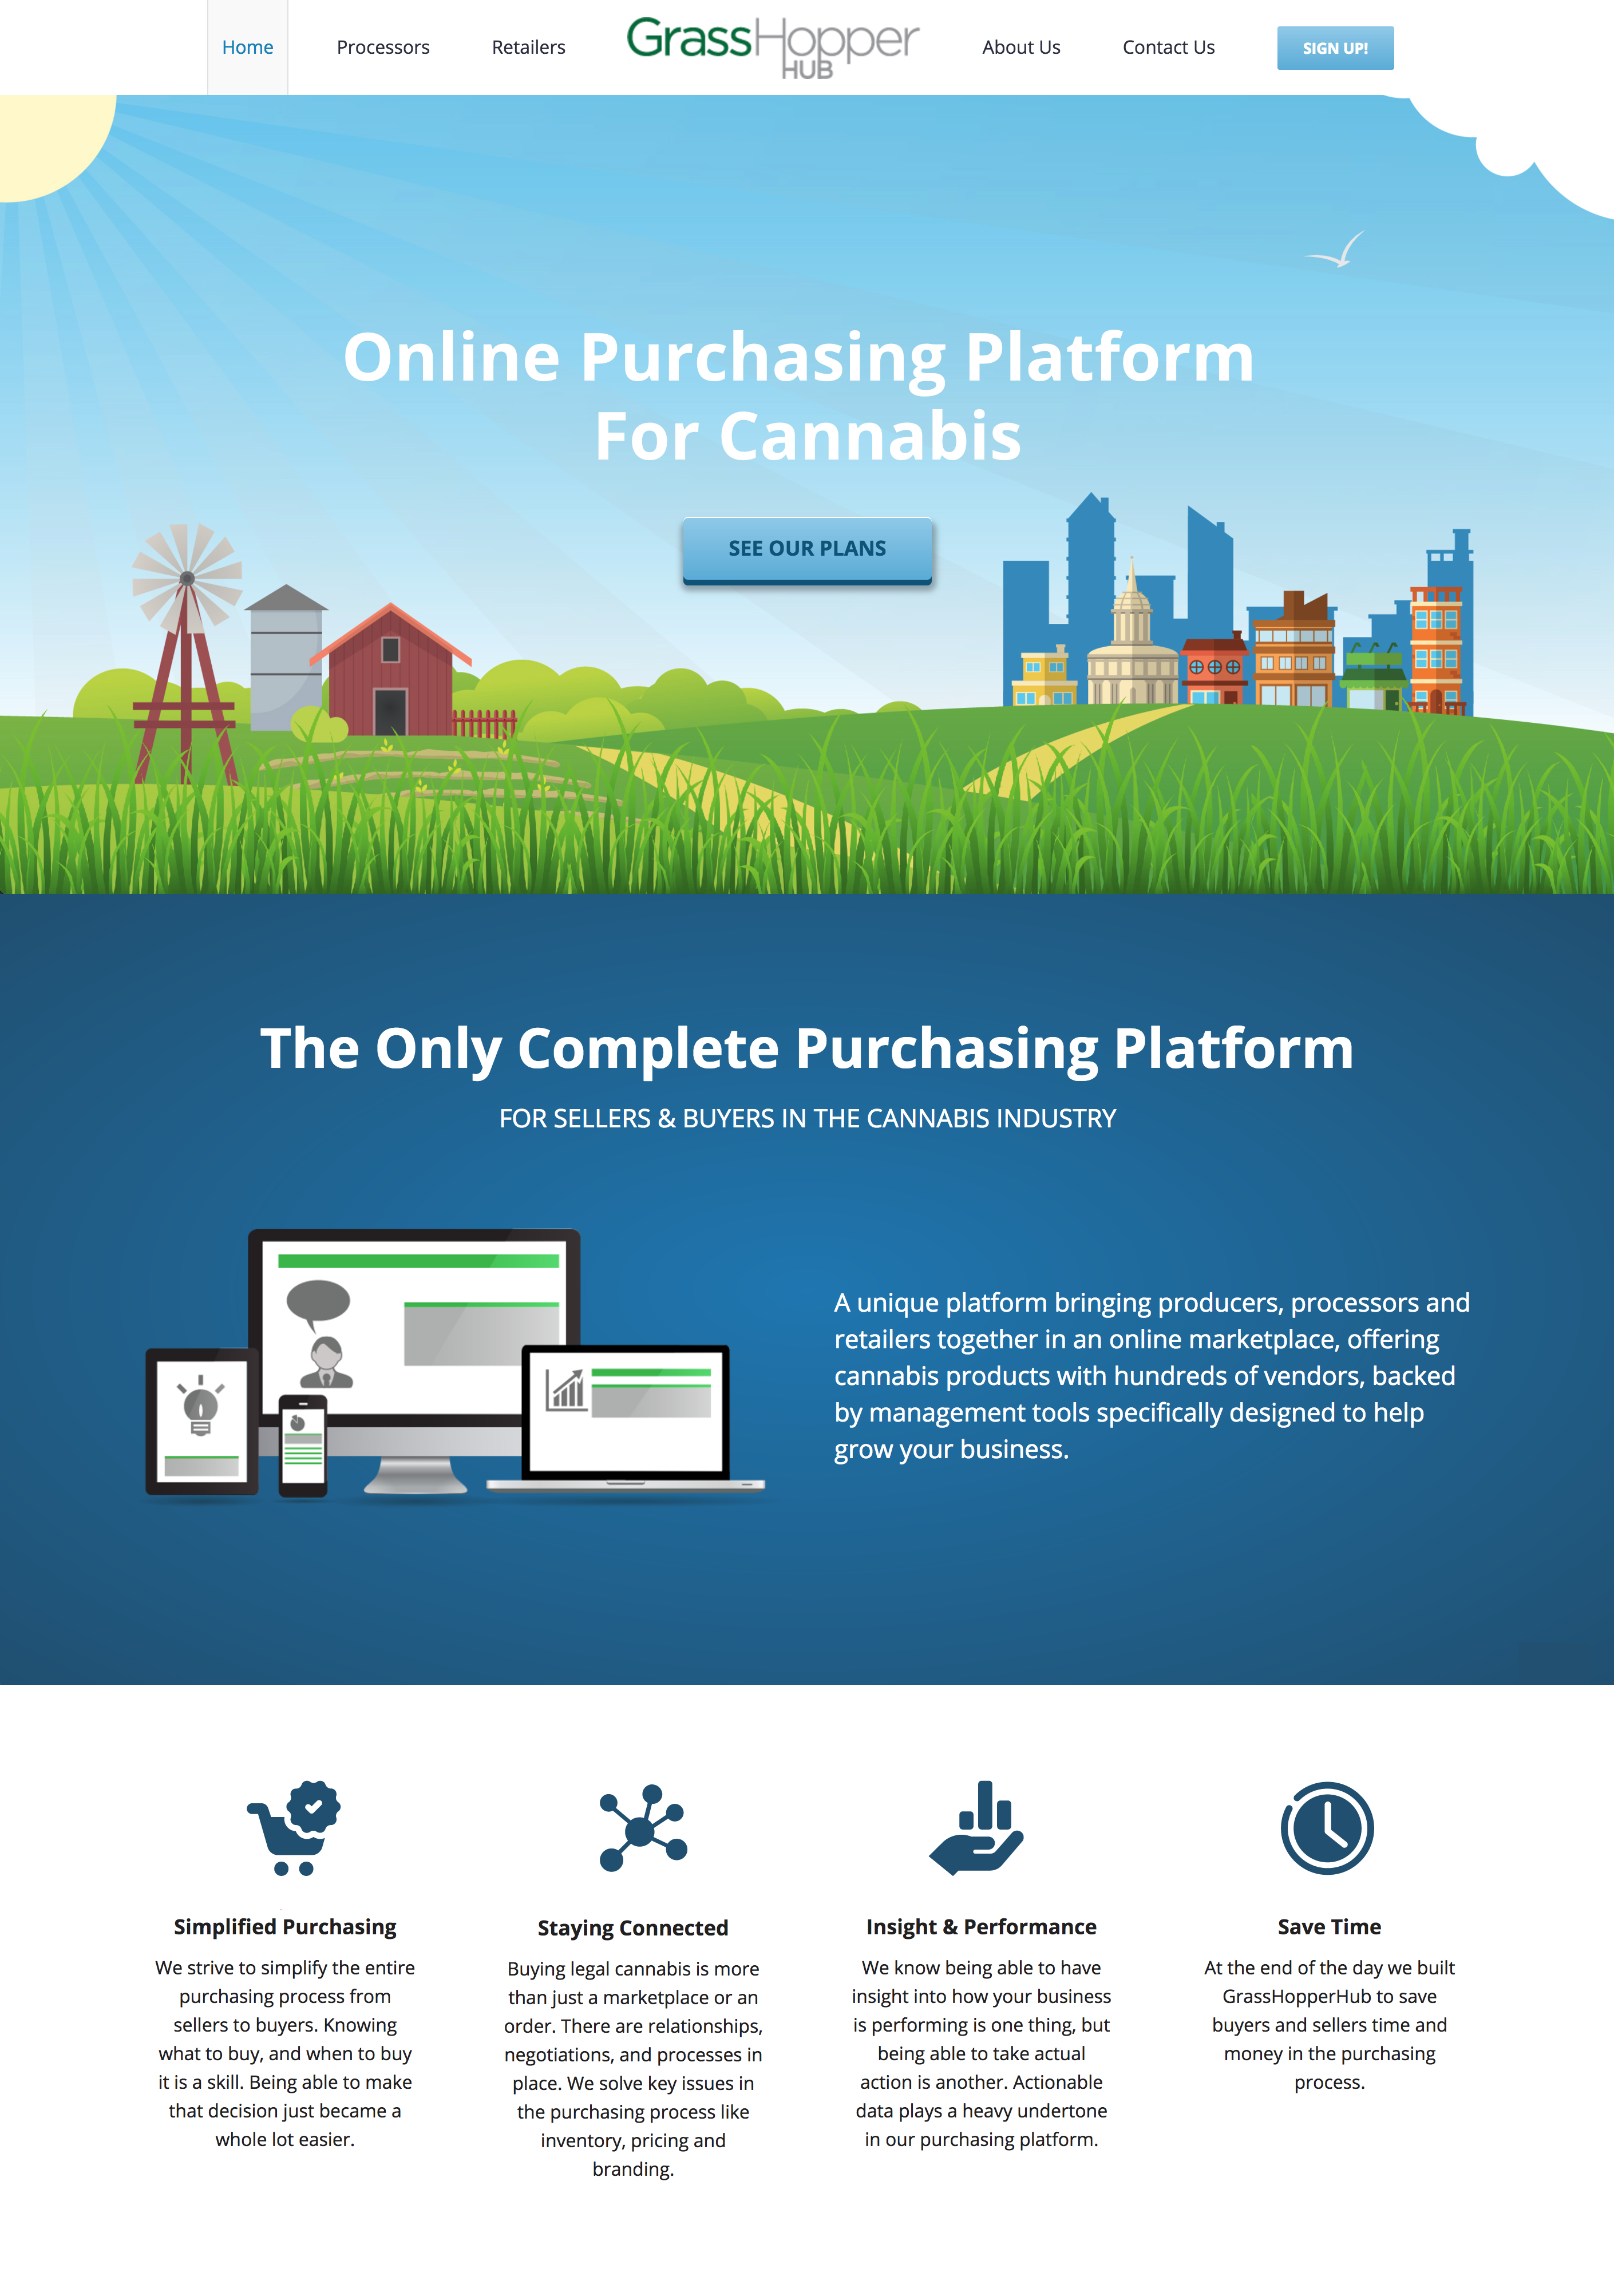 Home
Processors
Retailers
GrassHopper
HUB
About Us
Contact Us
SIGN UP!
Online Purchasing Platform
For Cannabis
SEE OUR PLANS
The Only Complete Purchasing Platform
FOR SELLERS & BUYERS IN THE CANNABIS INDUSTRY
A unique platform bringing producers, processors and
retailers together in an online marketplace, offering
cannabis products with hundreds of vendors, backed
by management tools specifically designed to help
grow your business.
Simplified Purchasing
We strive to simplify the entire
purchasing process from
sellers to buyers. Knowing
what to buy, and when to buy
it is a skill. Being able to make
that decision just became a
whole lot easier.
Staying Connected
Buying legal cannabis is more
than just a marketplace or an
order. There are relationships,
negotiations, and processes in
place. We solve key issues in
the purchasing process like
inventory, pricing and
branding.
Insight & Performance
We know being able to have
insight into how your business
is performing is one thing, but
being able to take actual
action is another. Actionable
data plays a heavy undertone
in our purchasing platform.
Save Time
At the end of the day we built
GrassHopperHub to save
buyers and sellers time and
money in the purchasing
process.